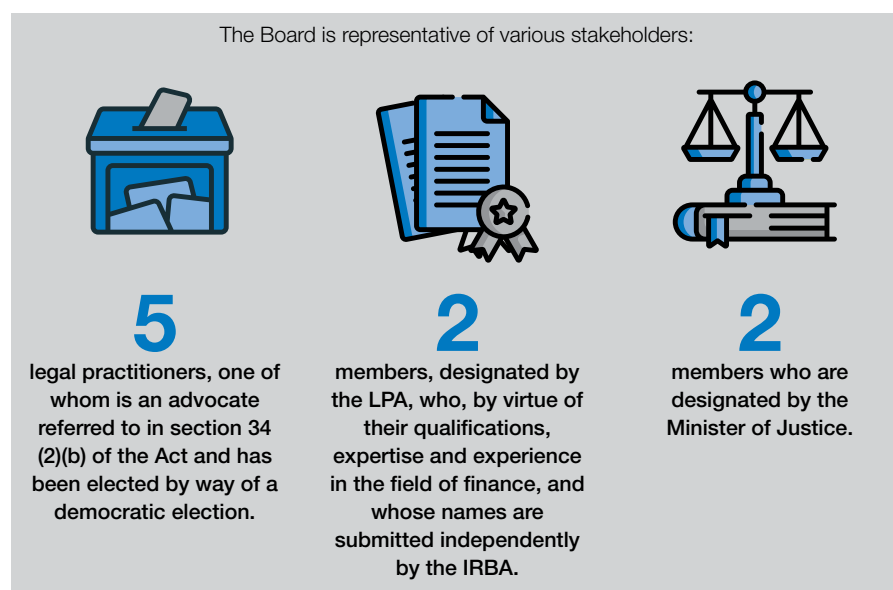 The Board is representative of various stakeholders:
5
legal practitioners, one of
whom is an advocate
referred to in section 34
(2)(b) of the Act and has
been elected by way of a
democratic election.
2
members, designated by
the LPA, who, by virtue of
their qualifications,
expertise and experience
in the field of finance, and
whose names are
submitted independently
by the IRBA.
2
members who are
designated by the
Minister of Justice.